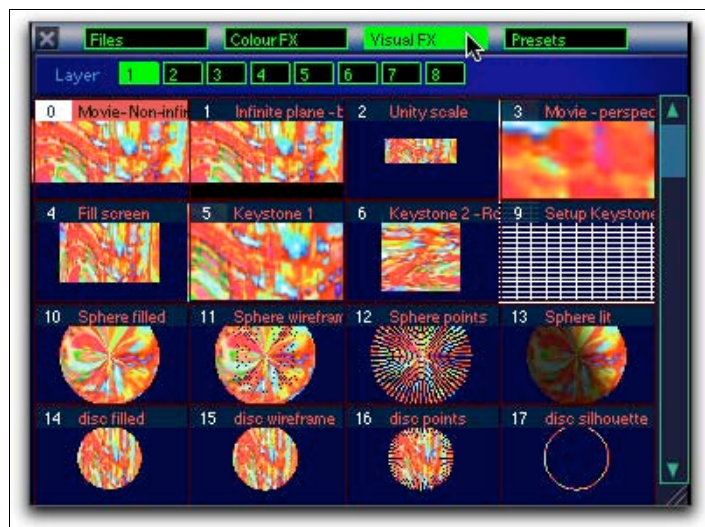 Files Colour FX Visual FX Presets
Layer 1 2 3 4 5 6 7 8
0 Movie-Non-infin 1 Infinite plane - b 2 Unity scale 3 Movie - perspec
4 Fill screen 5 Keystone 1 6 Keystone 2 - Ro 9 Setup Keystone
10 Sphere filled 11 Sphere wirefram 12 Sphere points 13 Sphere lit
14 disc filled 15 disc wireframe 16 disc points 17 disc silhouette